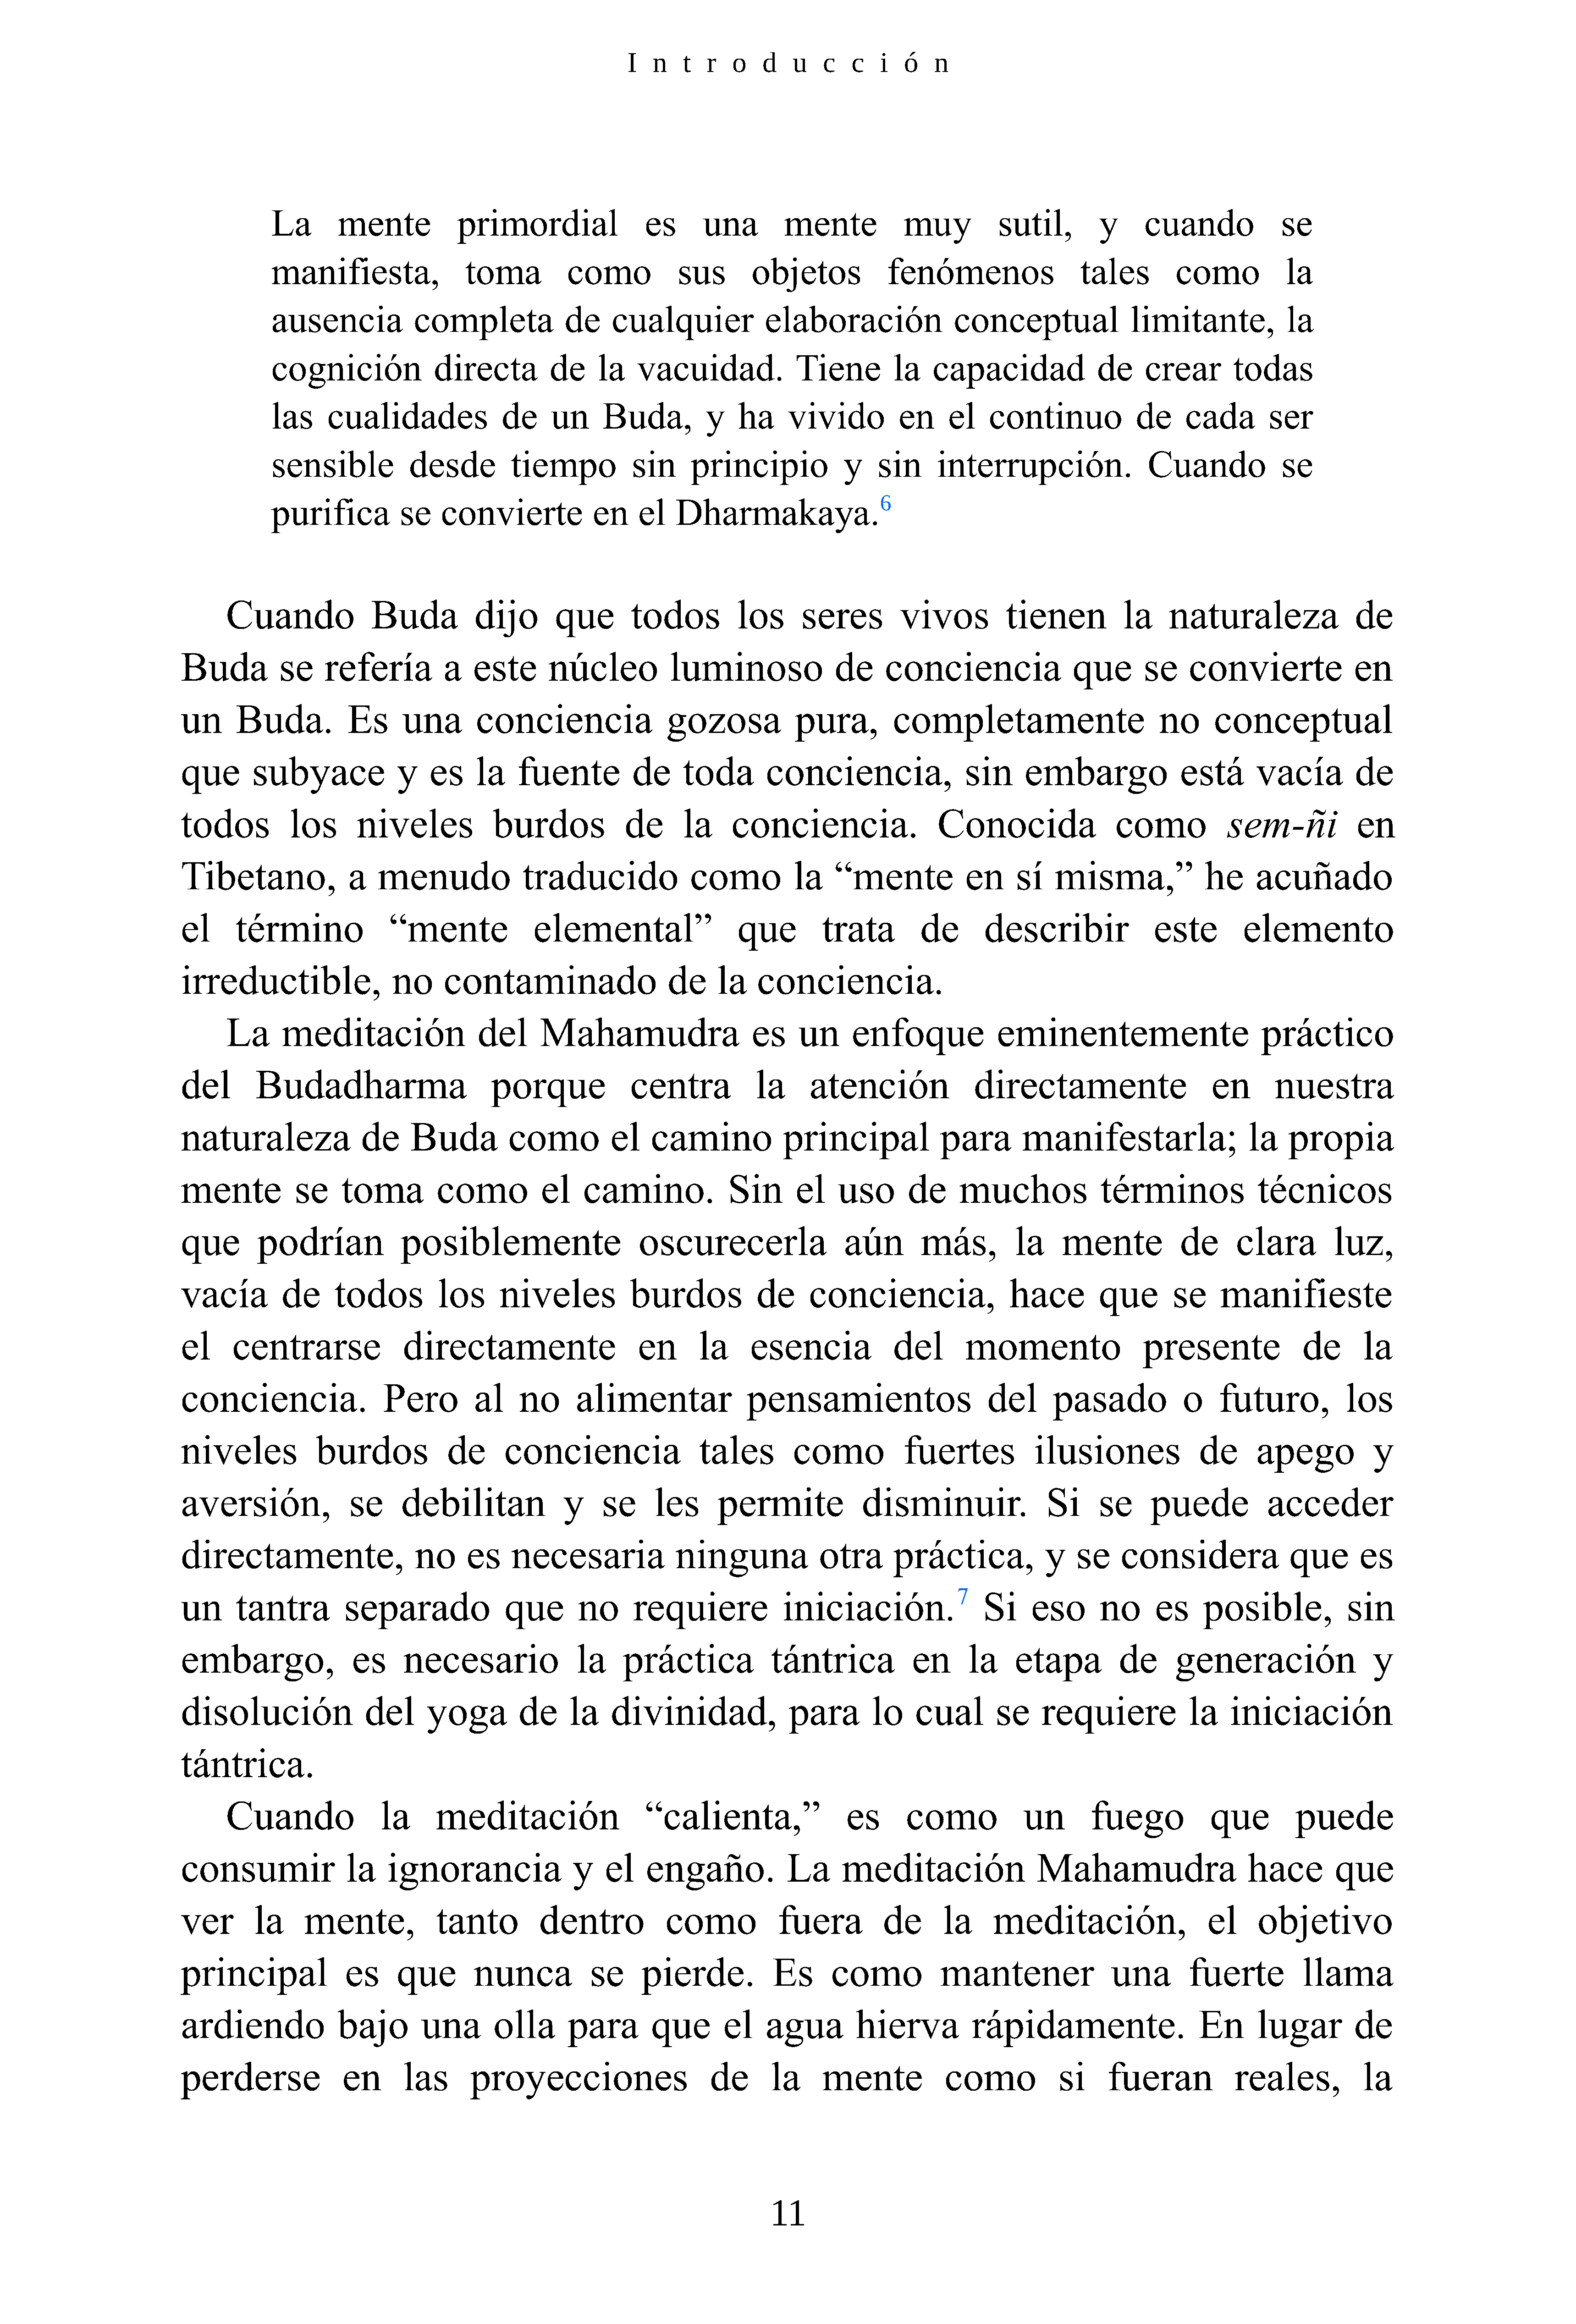 Introducción
La mente primordial es una mente muy sutil, y cuando se
manifiesta, toma como sus objetos fenómenos tales como la
ausencia completa de cualquier elaboración conceptual limitante, la
cognición directa de la vacuidad. Tiene la capacidad de crear todas
las cualidades de un Buda, y ha vivido en el continuo de cada ser
sensible desde tiempo sin principio y sin interrupción. Cuando se
purifica se convierte en el Dharmakaya.6
Cuando Buda dijo que todos los seres vivos tienen la naturaleza de
Buda se refería a este núcleo luminoso de conciencia que se convierte en
un Buda. Es una conciencia gozosa pura, completamente no conceptual
que subyace y es la fuente de toda conciencia, sin embargo está vacía de
todos los niveles burdos de la conciencia. Conocida como sem-ñi en
Tibetano, a menudo traducido como la “mente en sí misma,” he acuñado
el término “mente elemental” que trata de describir este elemento
irreductible, no contaminado de la conciencia.
La meditación del Mahamudra es un enfoque eminentemente práctico
del Budadharma porque centra la atención directamente en nuestra
naturaleza de Buda como el camino principal para manifestarla; la propia
mente se toma como el camino. Sin el uso de muchos términos técnicos
que podrían posiblemente oscurecerla aún más, la mente de clara luz,
vacía de todos los niveles burdos de conciencia, hace que se manifieste
el centrarse directamente en la esencia del momento presente de la
conciencia. Pero al no alimentar pensamientos del pasado o futuro, los
niveles burdos de conciencia tales como fuertes ilusiones de apego y
aversión, se debilitan y se les permite disminuir. Si se puede acceder
directamente, no es necesaria ninguna otra práctica, y se considera que es
un tantra separado que no requiere iniciación.7 Si eso no es posible, sin
embargo, es necesario la práctica tántrica en la etapa de generación y
disolución del yoga de la divinidad, para lo cual se requiere la iniciación
tántrica.
Cuando la meditación “calienta,” es como un fuego que puede
consumir la ignorancia y el engaño. La meditación Mahamudra hace que
ver la mente, tanto dentro como fuera de la meditación, el objetivo
principal es que nunca se pierde. Es como mantener una fuerte llama
ardiendo bajo una olla para que el agua hierva rápidamente. En lugar de
perderse en las proyecciones de la mente como si fueran reales, la
11